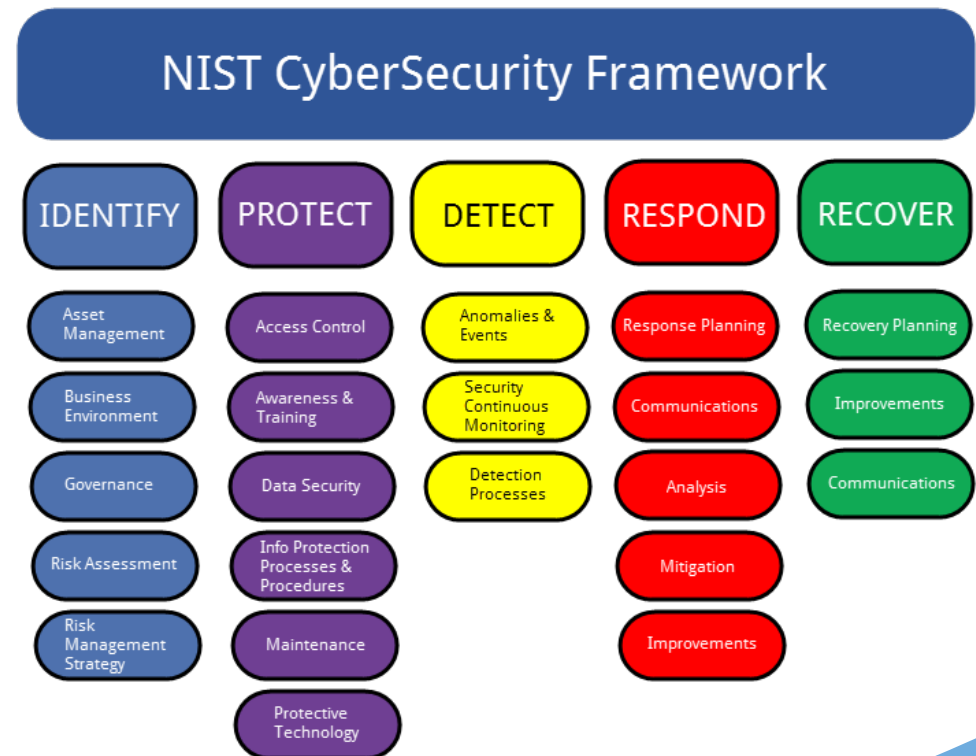 NIST CyberSecurity Framework
IDENTIFY
PROTECT
DETECT
RESPOND
RECOVER
Asset
Management
Business
Environment
Governance
Risk Assessment
Risk
Management
Strategy
Access Control
Awareness &
Training
Data Security
Info Protection
Processes &
Procedures
Maintenance
Protective
Technology
Anomalies &
Events
Security
Continuous
Monitoring
Detection
Processes
Response Planning
Communications
Analysis
Mitigation
Improvements
Recovery Planning
Improvements
Communications